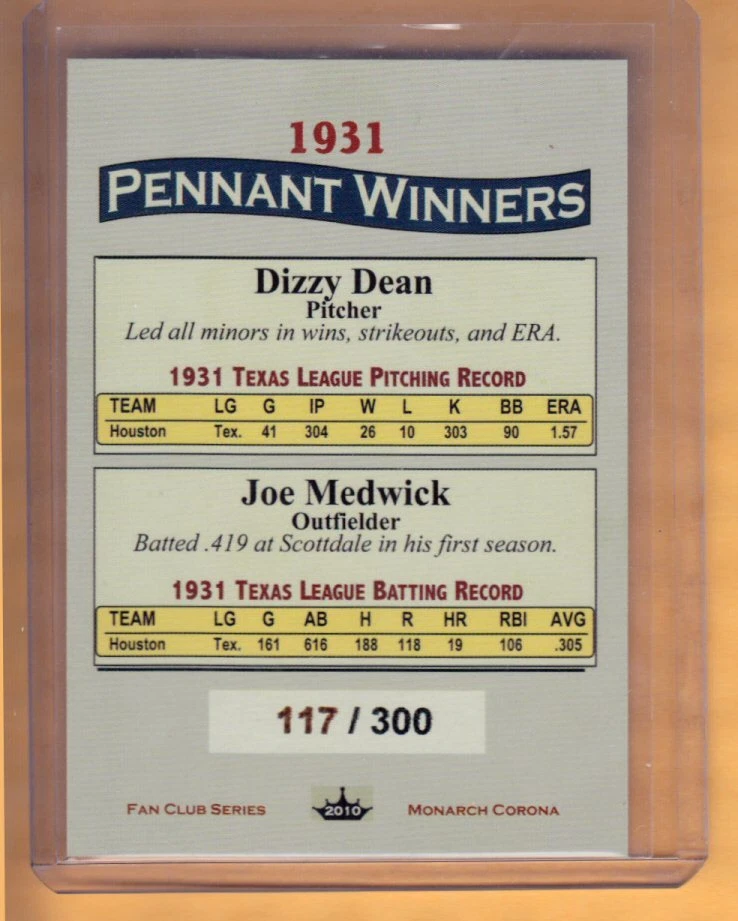 1931
PENNANT WINNERS
Dizzy Dean
Pitcher
Led all minors in wins, strikeouts, and ERA.
1931 TEXAS LEAGUE PITCHING RECORD
TEAM LG G IP W L K BB ERA
Houston Tex. 41 304 26 10 303 90 1.57
Joe Medwick
Outfielder
Batted .419 at Scottdale in his first season.
1931 TEXAS LEAGUE BATTING RECORD
TEAM LG G AB H R HR RBI AVG
Houston Tex. 161 616 188 118 19 106 .305
117 / 300
FAN CLUB SERIES 2010 MONARCH CORONA